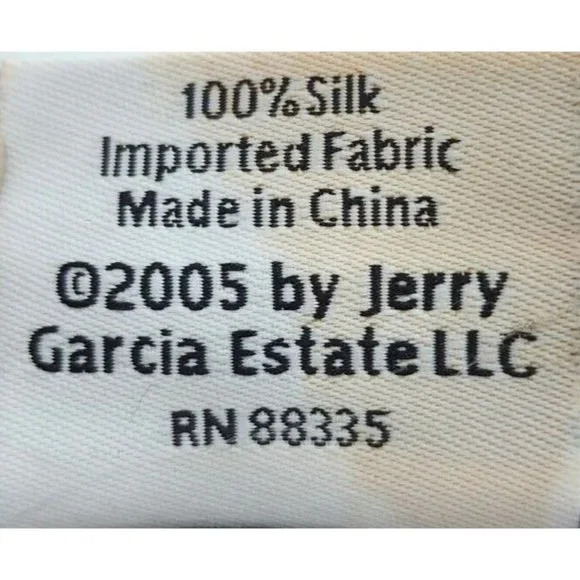 100% Silk
Imported Fabric
Made in China
©2005 by Jerry
Garcia Estate LLC
RN 88335